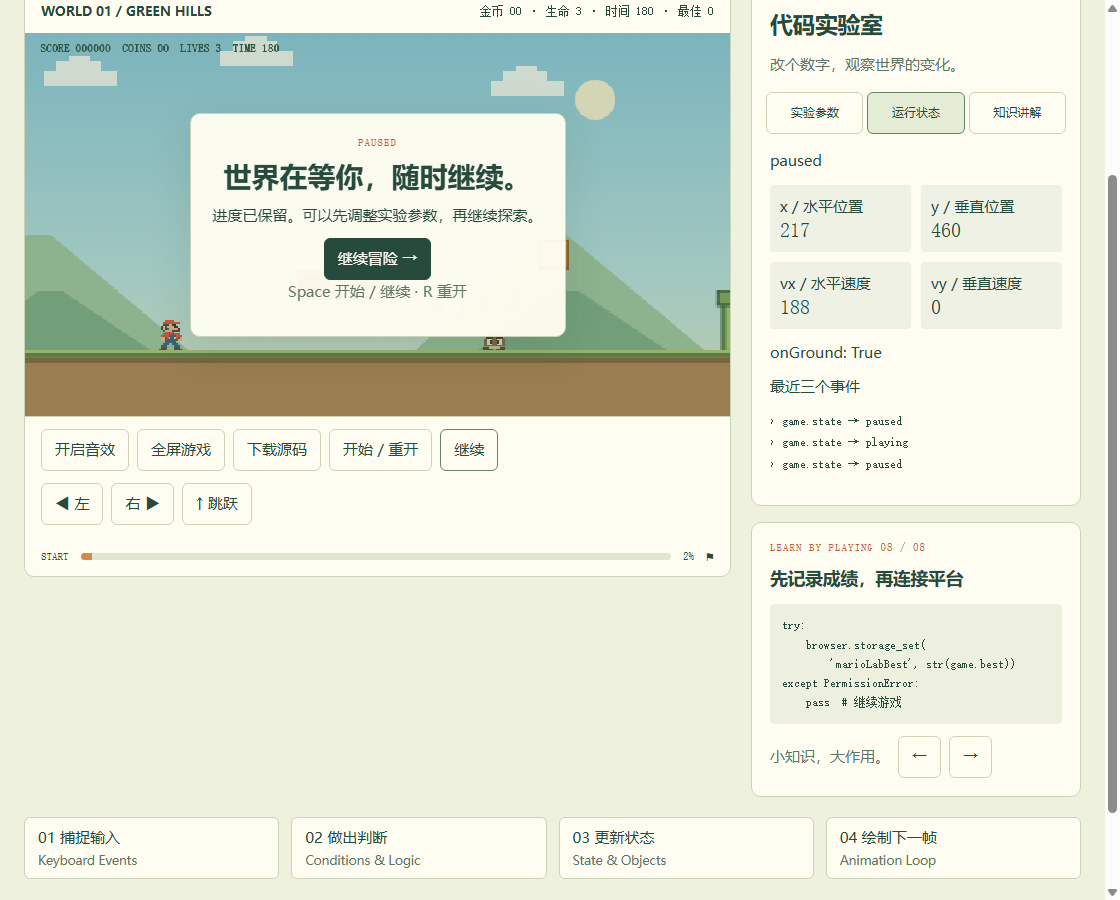 WORLD 01 / GREEN HILLS
金币 00 · 生命 3 · 时间 180 · 最佳 0
SCORE 000000 COINS 00 LIVES 3 TIME 180
PAUSED
世界在等你，随时继续。
进度已保留。可以先调整实验参数，再继续探索。
继续冒险 →
Space 开始 / 继续 · R 重开
开启音效
全屏游戏
下载源码
开始 / 重开
继续
◀ 左
右 ▶
↑ 跳跃
START
2% ⚑
代码实验室
改个数字，观察世界的变化。
实验参数
运行状态
知识讲解
paused
x / 水平位置
217
y / 垂直位置
460
vx / 水平速度
188
vy / 垂直速度
0
onGround: True
最近三个事件
› game.state → paused
› game.state → playing
› game.state → paused
LEARN BY PLAYING 08 / 08
先记录成绩，再连接平台
try:
    browser.storage_set(
        'marioLabBest', str(game.best))
except PermissionError:
    pass  # 继续游戏
小知识，大作用。
←
→
01 捕捉输入
Keyboard Events
02 做出判断
Conditions & Logic
03 更新状态
State & Objects
04 绘制下一帧
Animation Loop